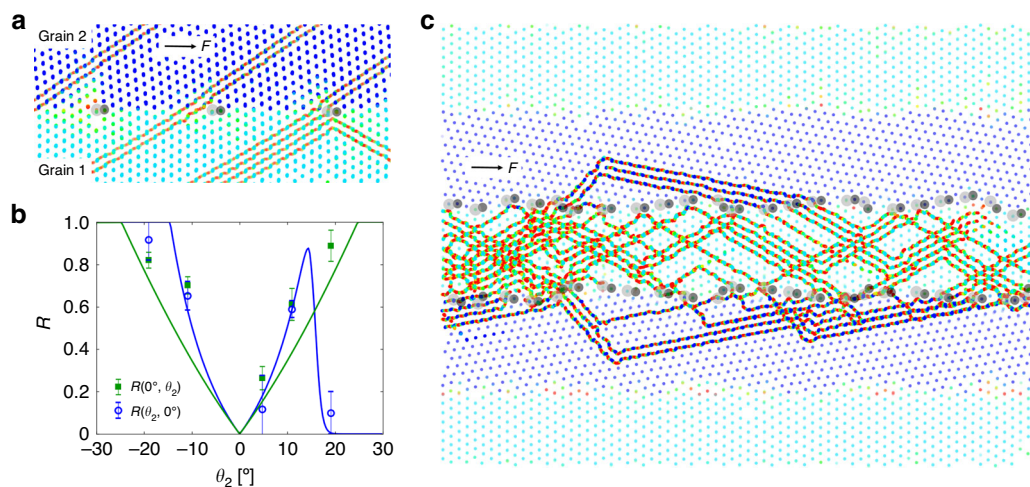 a
Grain 2
F
Grain 1
b
1.0
0.8
0.6
0.4
0.2
0
R
R(0°, θ2)
R(θ2, 0°)
–30 –20 –10 0 10 20 30
θ2 [º]
c
F